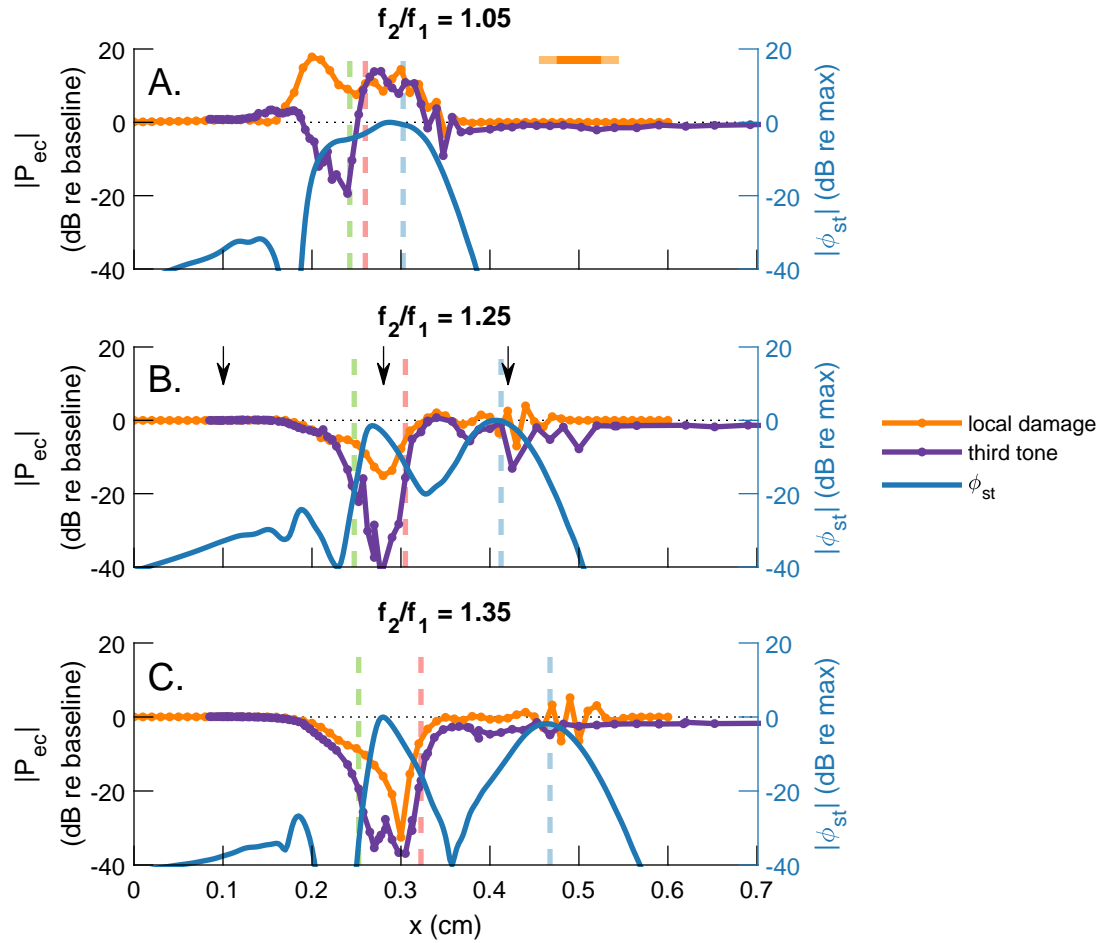 f2/f1 = 1.05
A.
20
0
-20
-40
|Pec|
(dB re baseline)
20
0
-20
-40
|ϕst| (dB re max)
f2/f1 = 1.25
B.
20
0
-20
-40
|Pec|
(dB re baseline)
20
0
-20
-40
|ϕst| (dB re max)
local damage
third tone
ϕst
f2/f1 = 1.35
C.
20
0
-20
-40
|Pec|
(dB re baseline)
20
0
-20
-40
|ϕst| (dB re max)
0 0.1 0.2 0.3 0.4 0.5 0.6 0.7
x (cm)